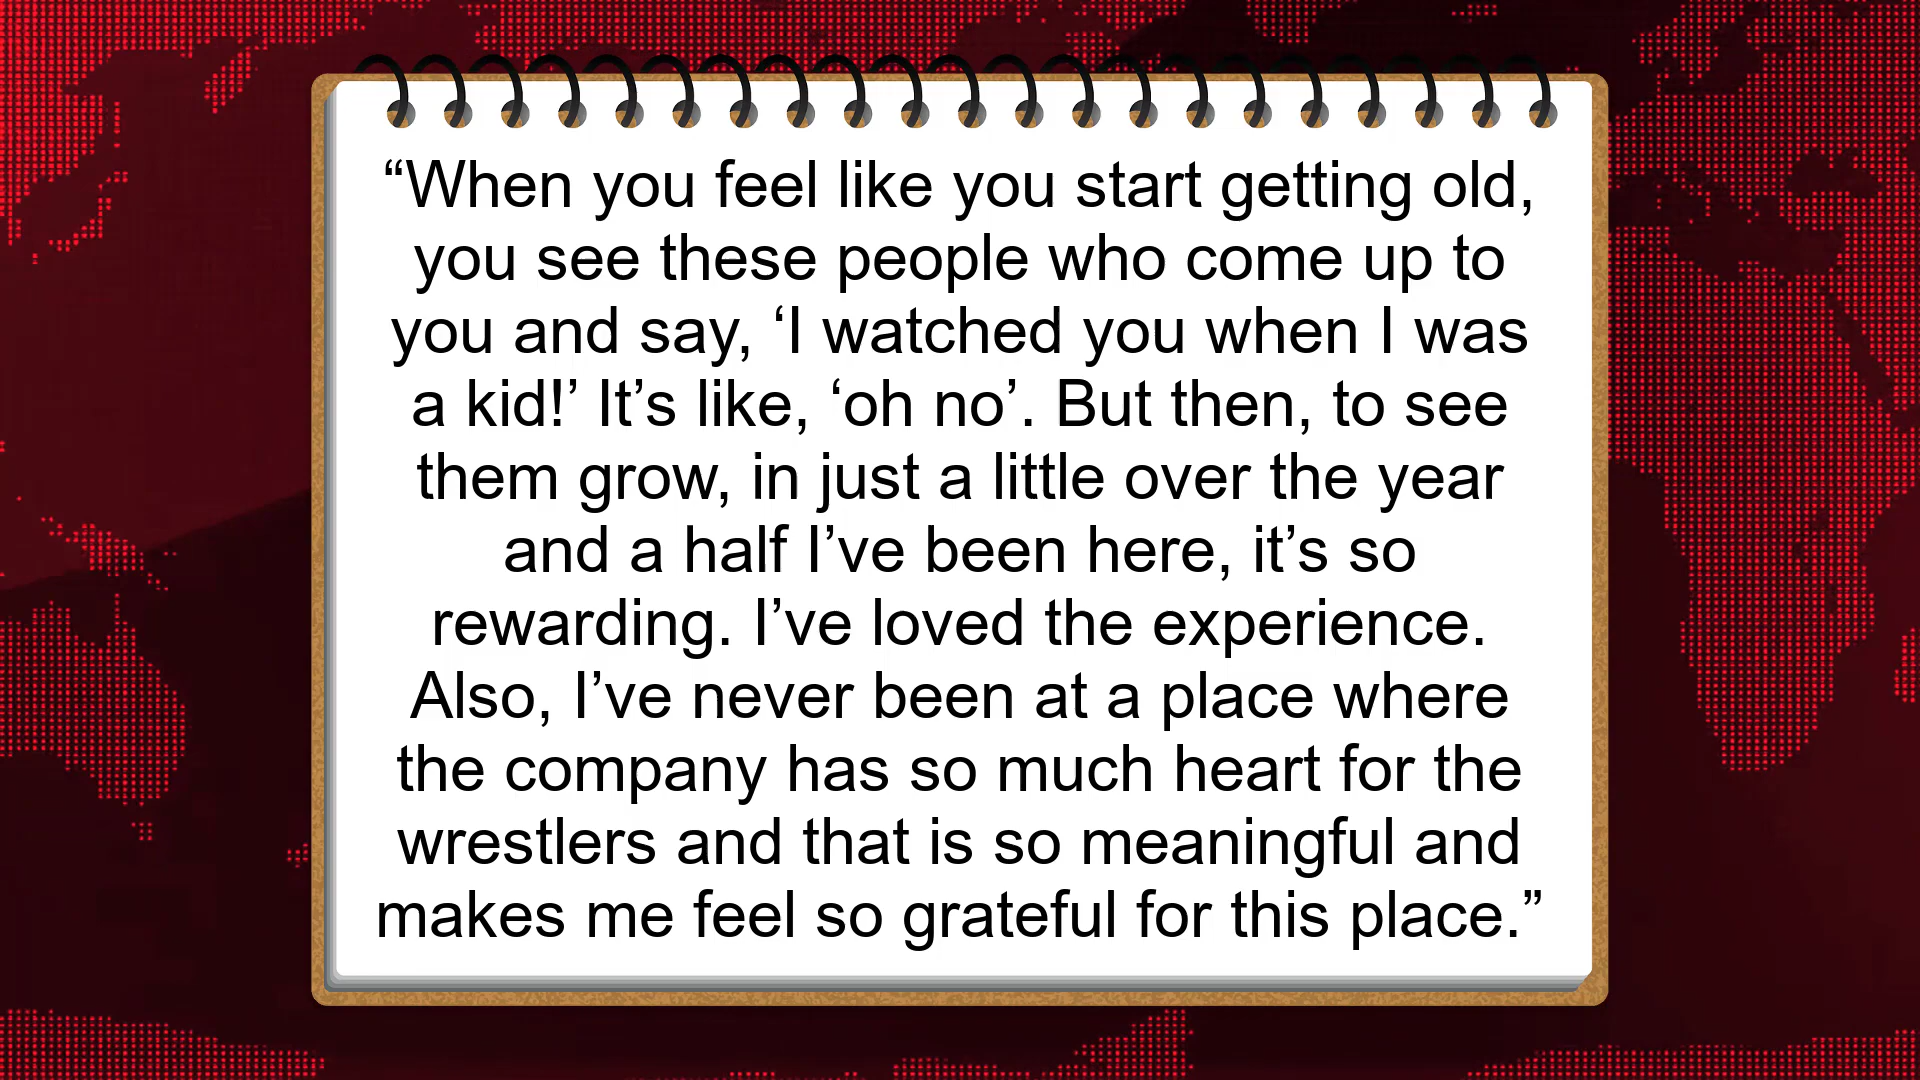 “When you feel like you start getting old,
you see these people who come up to
you and say, ‘I watched you when I was
a kid!’ It’s like, ‘oh no’. But then, to see
them grow, in just a little over the year
and a half I’ve been here, it’s so
rewarding. I’ve loved the experience.
Also, I’ve never been at a place where
the company has so much heart for the
wrestlers and that is so meaningful and
makes me feel so grateful for this place.”